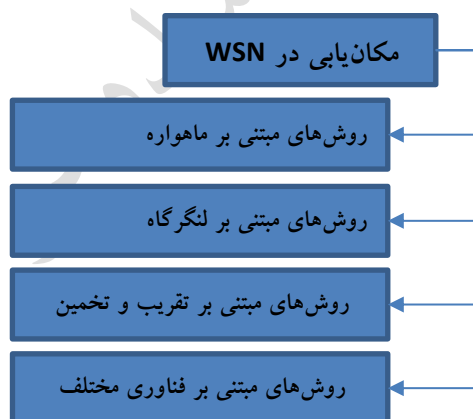 مکان‌یابی در WSN
روش‌های مبتنی بر ماهواره
روش‌های مبتنی بر لنگرگاه
روش‌های مبتنی بر تقریب و تخمین
روش‌های مبتنی بر فناوری مختلف